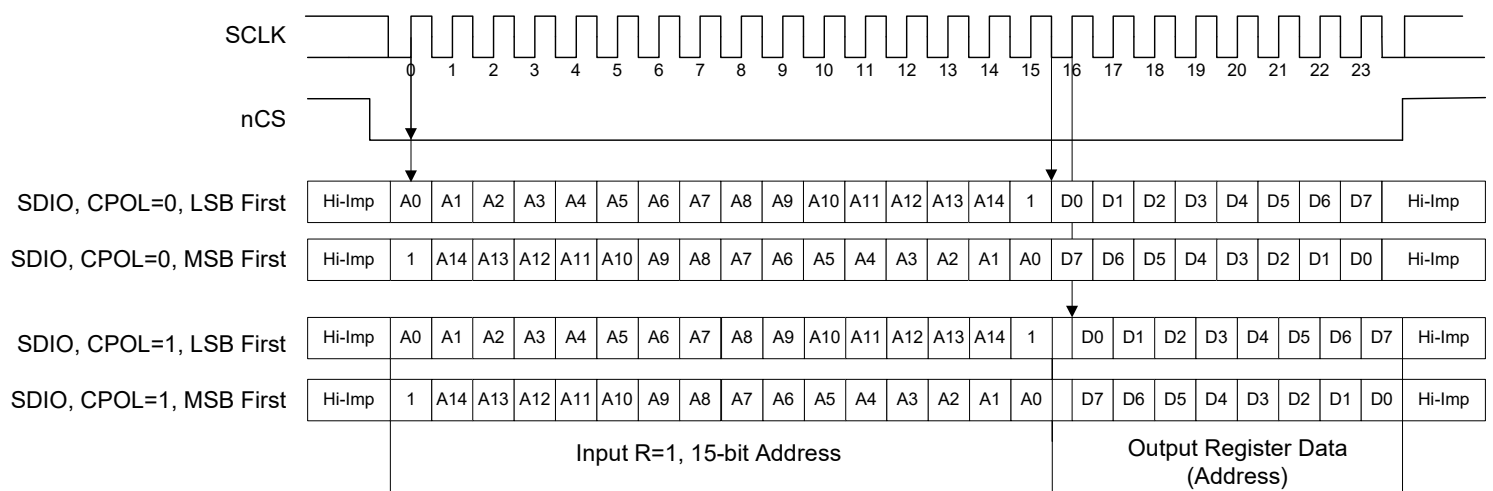 SCLK
0 1 2 3 4 5 6 7 8 9 10 11 12 13 14 15 16 17 18 19 20 21 22 23
nCS
SDIO, CPOL=0, LSB First Hi-Imp A0 A1 A2 A3 A4 A5 A6 A7 A8 A9 A10 A11 A12 A13 A14 1 D0 D1 D2 D3 D4 D5 D6 D7 Hi-Imp
SDIO, CPOL=0, MSB First Hi-Imp 1 A14 A13 A12 A11 A10 A9 A8 A7 A6 A5 A4 A3 A2 A1 A0 D7 D6 D5 D4 D3 D2 D1 D0 Hi-Imp
SDIO, CPOL=1, LSB First Hi-Imp A0 A1 A2 A3 A4 A5 A6 A7 A8 A9 A10 A11 A12 A13 A14 1 D0 D1 D2 D3 D4 D5 D6 D7 Hi-Imp
SDIO, CPOL=1, MSB First Hi-Imp 1 A14 A13 A12 A11 A10 A9 A8 A7 A6 A5 A4 A3 A2 A1 A0 D7 D6 D5 D4 D3 D2 D1 D0 Hi-Imp
Input R=1, 15-bit Address
Output Register Data
(Address)